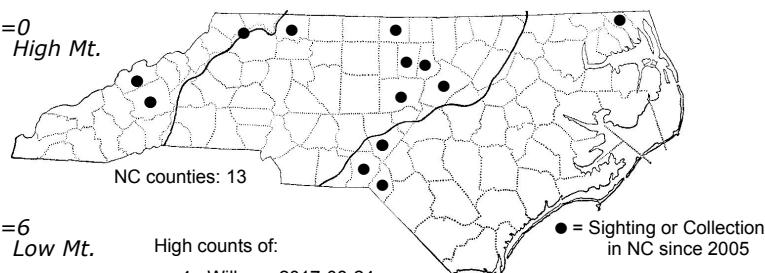 =0
High Mt.
NC counties: 13
=6
Low Mt.
High counts of:
● = Sighting or Collection
in NC since 2005